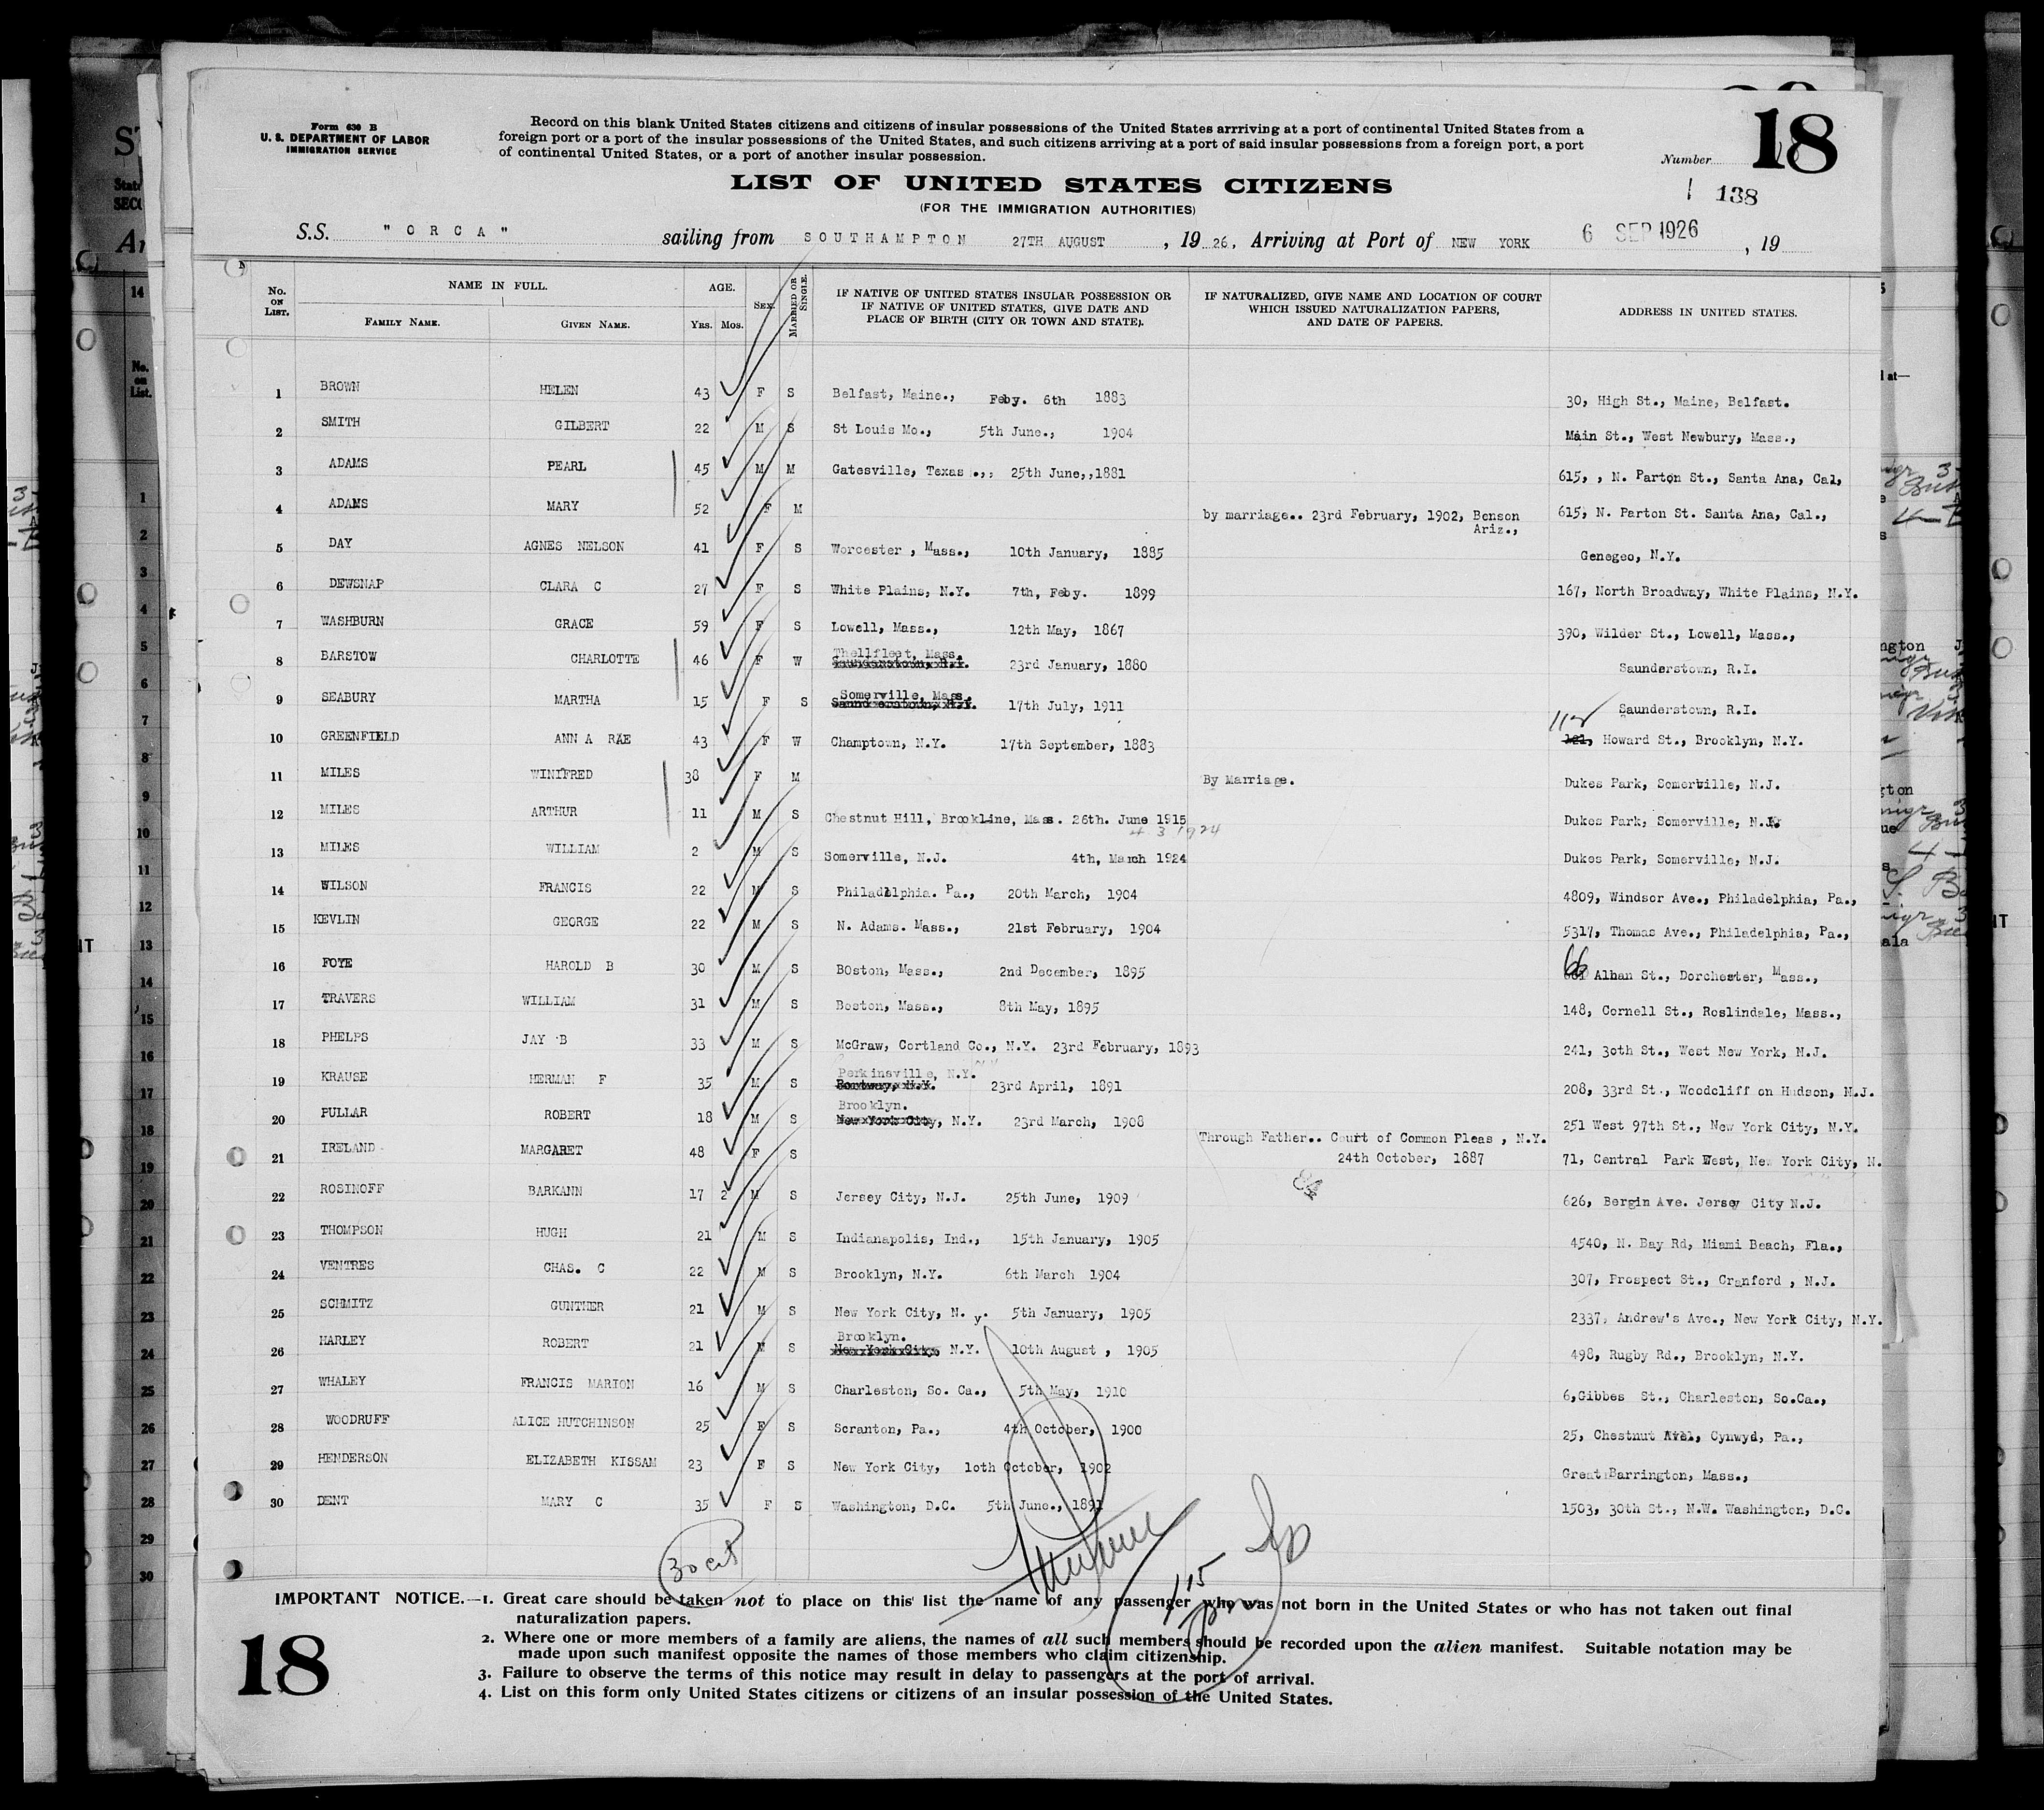 Form 630 B
U. S. DEPARTMENT OF LABOR
IMMIGRATION SERVICE
Record on this blank United States citizens and citizens of insular possessions of the United States arrriving at a port of continental United States from a
foreign port or a port of the insular possessions of the United States, and such citizens arriving at a port of said insular possessions from a foreign port, a port
of continental United States, or a port of another insular possession.
Number 18
1 138
LIST OF UNITED STATES CITIZENS
(FOR THE IMMIGRATION AUTHORITIES)
S.S. "ORCA" sailing from SOUTHAMPTON 27TH AUGUST, 1926, Arriving at Port of NEW YORK 6 SEP 1926, 19
No. ON LIST. NAME IN FULL. FAMILY NAME. GIVEN NAME. AGE. Yrs. Mos. SEX. MARRIED OR SINGLE. IF NATIVE OF UNITED STATES INSULAR POSSESSION OR IF NATIVE OF UNITED STATES, GIVE DATE AND PLACE OF BIRTH (CITY OR TOWN AND STATE). IF NATURALIZED, GIVE NAME AND LOCATION OF COURT WHICH ISSUED NATURALIZATION PAPERS, AND DATE OF PAPERS. ADDRESS IN UNITED STATES.
1 BROWN HELEN 43 F S Belfast, Maine., Feby. 6th 1883 30, High St., Maine, Belfast.
2 SMITH GILBERT 22 M S St Louis Mo., 5th June., 1904 Main St., West Newbury, Mass.,
3 ADAMS PEARL 45 M M Gatesville, Texas .,, 25th June,,1881 615, , N. Parton St., Santa Ana, Cal,
4 ADAMS MARY 52 F M by marriage.. 23rd February, 1902, Benson Ariz., 615, N. Parton St. Santa Ana, Cal.,
5 DAY AGNES NELSON 41 F S Worcester , Mass., 10th January, 1885 Genegeo, N.Y.
6 DEWSNAP CLARA C 27 F S White Plains, N.Y. 7th, Feby. 1899 167, North Broadway, White Plains, N.Y.
7 WASHBURN GRACE 59 F S Lowell, Mass., 12th May, 1867 390, Wilder St., Lowell, Mass.,
8 BARSTOW CHARLOTTE 46 F W Thellfleet, Mass. Saunderstown, R.I. 23rd January, 1880 Saunderstown, R.I.
9 SEABURY MARTHA 15 F S Somerville, Mass. 17th July, 1911 Saunderstown, R.I.
10 GREENFIELD ANN A RAE 43 F W Champtown, N.Y. 17th September, 1883 121, Howard St., Brooklyn, N.Y.
11 MILES WINIFRED 38 F M By Marriage. Dukes Park, Somerville, N.J.
12 MILES ARTHUR 11 M S Chestnut Hill, Brookline, Mass. 26th. June 1915 Dukes Park, Somerville, N.J.
4 3 1924
13 MILES WILLIAM 2 M S Somerville, N.J. 4th, March 1924 Dukes Park, Somerville, N.J.
14 WILSON FRANCIS 22 M S Philadelphia. Pa., 20th March, 1904 4809, Windsor Ave., Philadelphia, Pa.,
15 KEVLIN GEORGE 22 M S N. Adams. Mass., 21st February, 1904 5317, Thomas Ave., Philadelphia, Pa.,
16 FOYE HAROLD B 30 M S BOston, Mass., 2nd December, 1895 66 Alban St., Dorchester, Mass.,
17 TRAVERS WILLIAM 31 M S Boston, Mass., 8th May, 1895 148, Cornell St., Roslindale, Mass.,
18 PHELPS JAY B 33 M S McGraw, Cortland Co., N.Y. 23rd February, 1893 241, 30th St., West New York, N.J.
19 KRAUSE HERMAN F 35 M S Perkinsville, N.Y. 23rd April, 1891 208, 33rd St., Woodcliff on Hudson, N.J.
20 PULLAR ROBERT 18 M S Brooklyn. New York City, N.Y. 23rd March, 1908 251 West 97th St., New York City, N.Y.
21 IRELAND MARGARET 48 F S Through Father.. Court of Common Pleas , N.Y. 24th October, 1887 71, Central Park West, New York City, N.
22 ROSINOFF BARKANN 17 2 M S Jersey City, N.J. 25th June, 1909 626, Bergin Ave. Jersey City N.J.
23 THOMPSON HUGH 21 M S Indianapolis, Ind., 15th January, 1905 4540, N. Bay Rd, Miami Beach, Fla.,
24 VENTRES CHAS. C 22 M S Brooklyn, N.Y. 6th March 1904 307, Prospect St., Cranford , N.J.
25 SCHMITZ GUNTHER 21 M S New York City, N. y. 5th January, 1905 2337, Andrew's Ave., New York City, N.Y.
26 HARLEY ROBERT 21 M S Brooklyn. New York City, N.Y. 10th August , 1905 498, Rugby Rd., Brooklyn, N.Y.
27 WHALEY FRANCIS MARION 16 M S Charleston, So. Ca., 5th May, 1910 6,Gibbes St., Charleston, So.Ca.,
28 WOODRUFF ALICE HUTCHINSON 25 F S Scranton, Pa., 4th October, 1900 25, Chestnut Cynwyd, Pa.,
29 HENDERSON ELIZABETH KISSAM 23 F S New York City, 10th October, 1902 Great Barrington, Mass.,
30 DENT MARY C 35 F S Washington, D.C. 5th June., 1891 1503, 30th St., N.W. Washington, D.C.
30 cit
115
IMPORTANT NOTICE.—1. Great care should be taken not to place on this list the name of any passenger who was not born in the United States or who has not taken out final
naturalization papers.
2. Where one or more members of a family are aliens, the names of all such members should be recorded upon the alien manifest. Suitable notation may be
made upon such manifest opposite the names of those members who claim citizenship.
3. Failure to observe the terms of this notice may result in delay to passengers at the port of arrival.
4. List on this form only United States citizens or citizens of an insular possession of the United States.
18